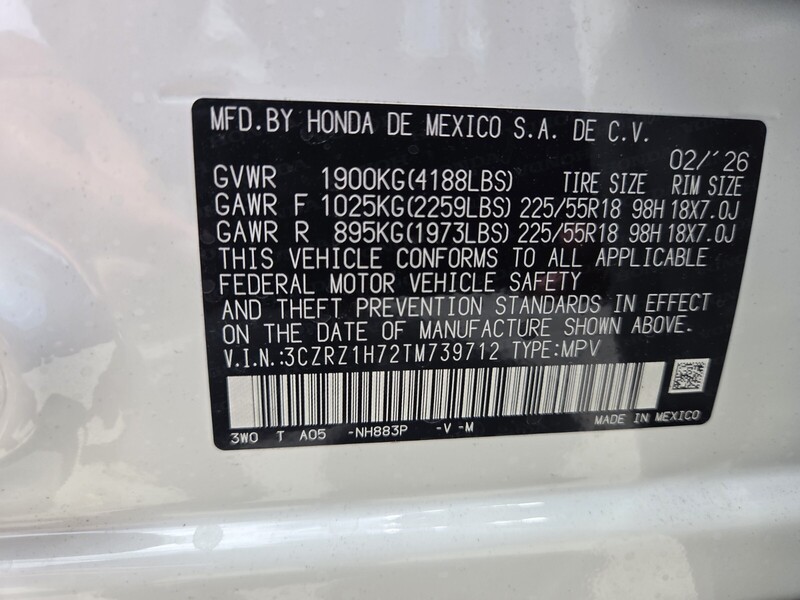 MFD.BY HONDA DE MEXICO S.A. DE C.V.
02/'26
GVWR 1900KG(4188LBS) TIRE SIZE RIM SIZE
GAWR F 1025KG(2259LBS) 225/55R18 98H 18X7.0J
GAWR R 895KG(1973LBS) 225/55R18 98H 18X7.0J
THIS VEHICLE CONFORMS TO ALL APPLICABLE
FEDERAL MOTOR VEHICLE SAFETY
AND THEFT PREVENTION STANDARDS IN EFFECT
ON THE DATE OF MANUFACTURE SHOWN ABOVE.
V.I.N.:3CZRZ1H72TM739712 TYPE:MPV
MADE IN MEXICO
3W0 T A05 -NH883P -V -M